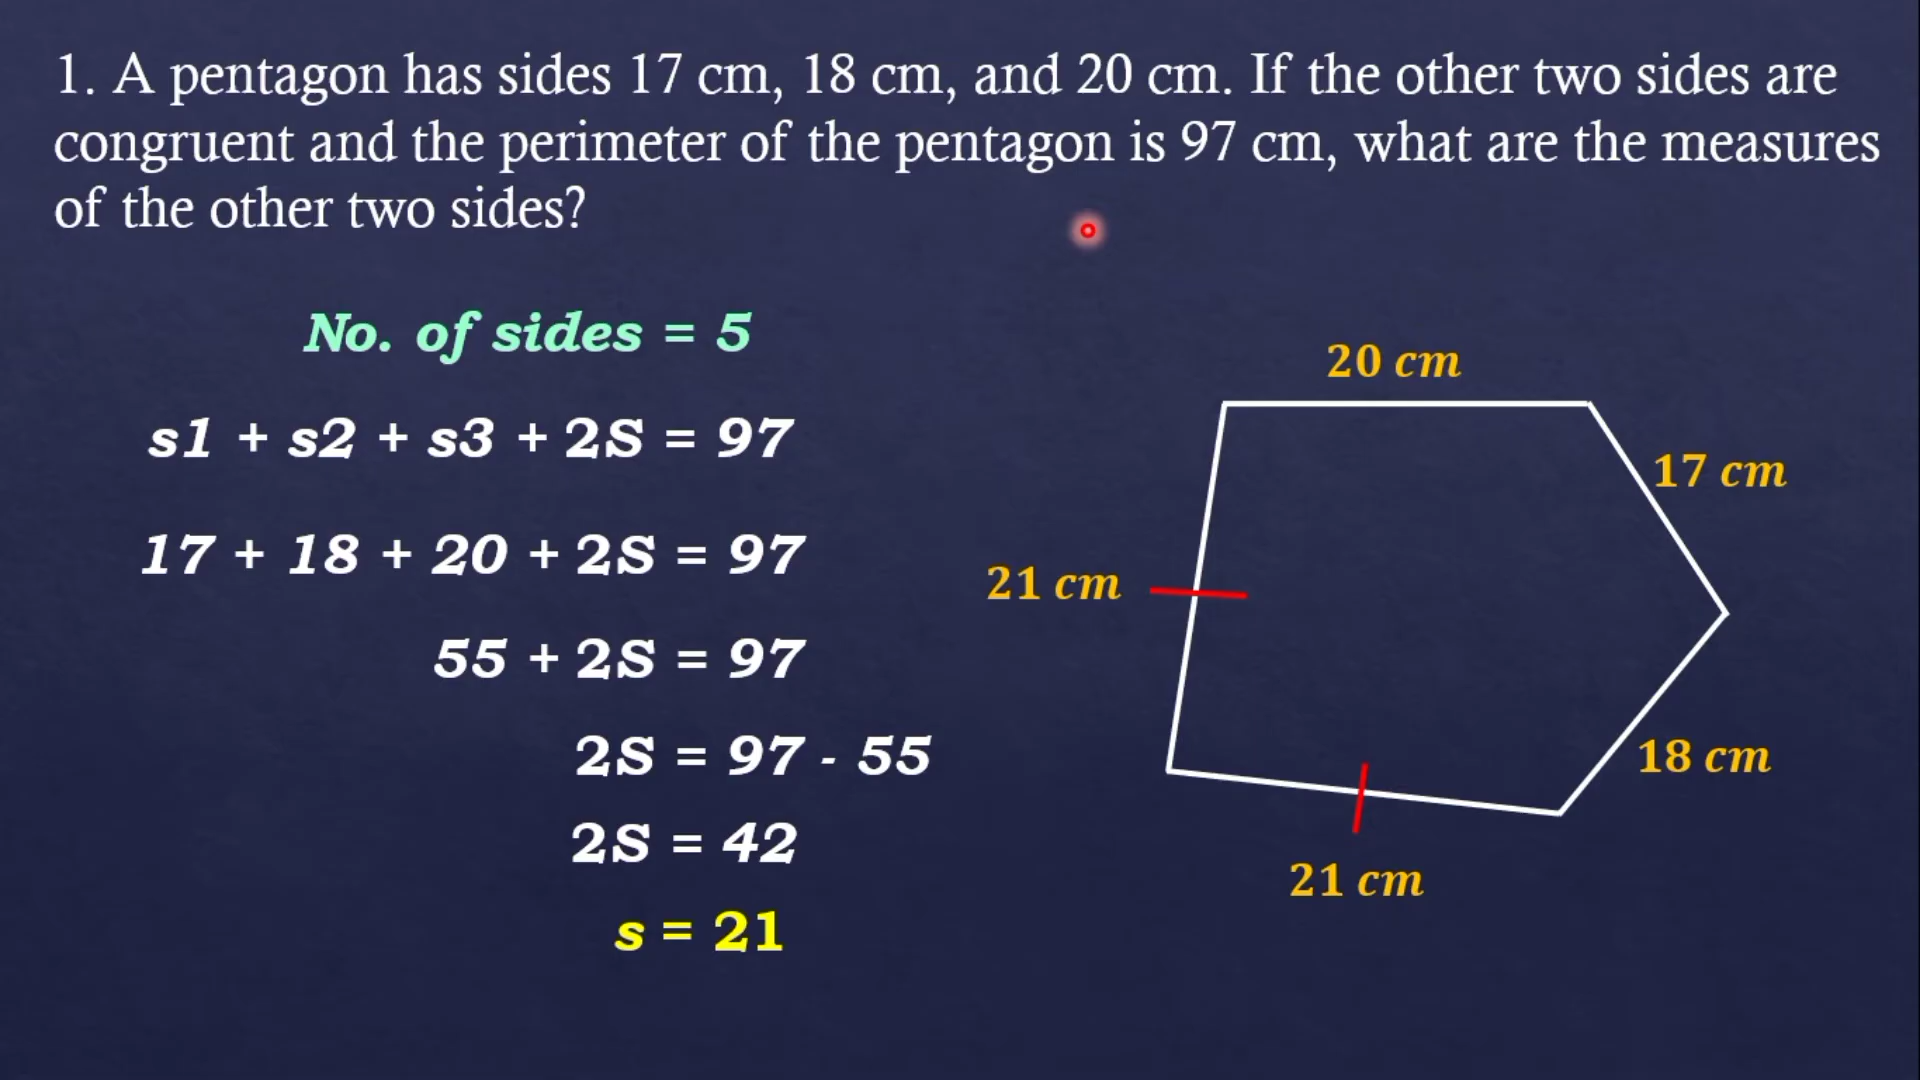 1. A pentagon has sides 17 cm, 18 cm, and 20 cm. If the other two sides are
congruent and the perimeter of the pentagon is 97 cm, what are the measures
of the other two sides?
No. of sides = 5
s1 + s2 + s3 + 2S = 97
17 + 18 + 20 + 2S = 97
55 + 2S = 97
2S = 97 - 55
2S = 42
s = 21
20 cm
17 cm
21 cm
18 cm
21 cm